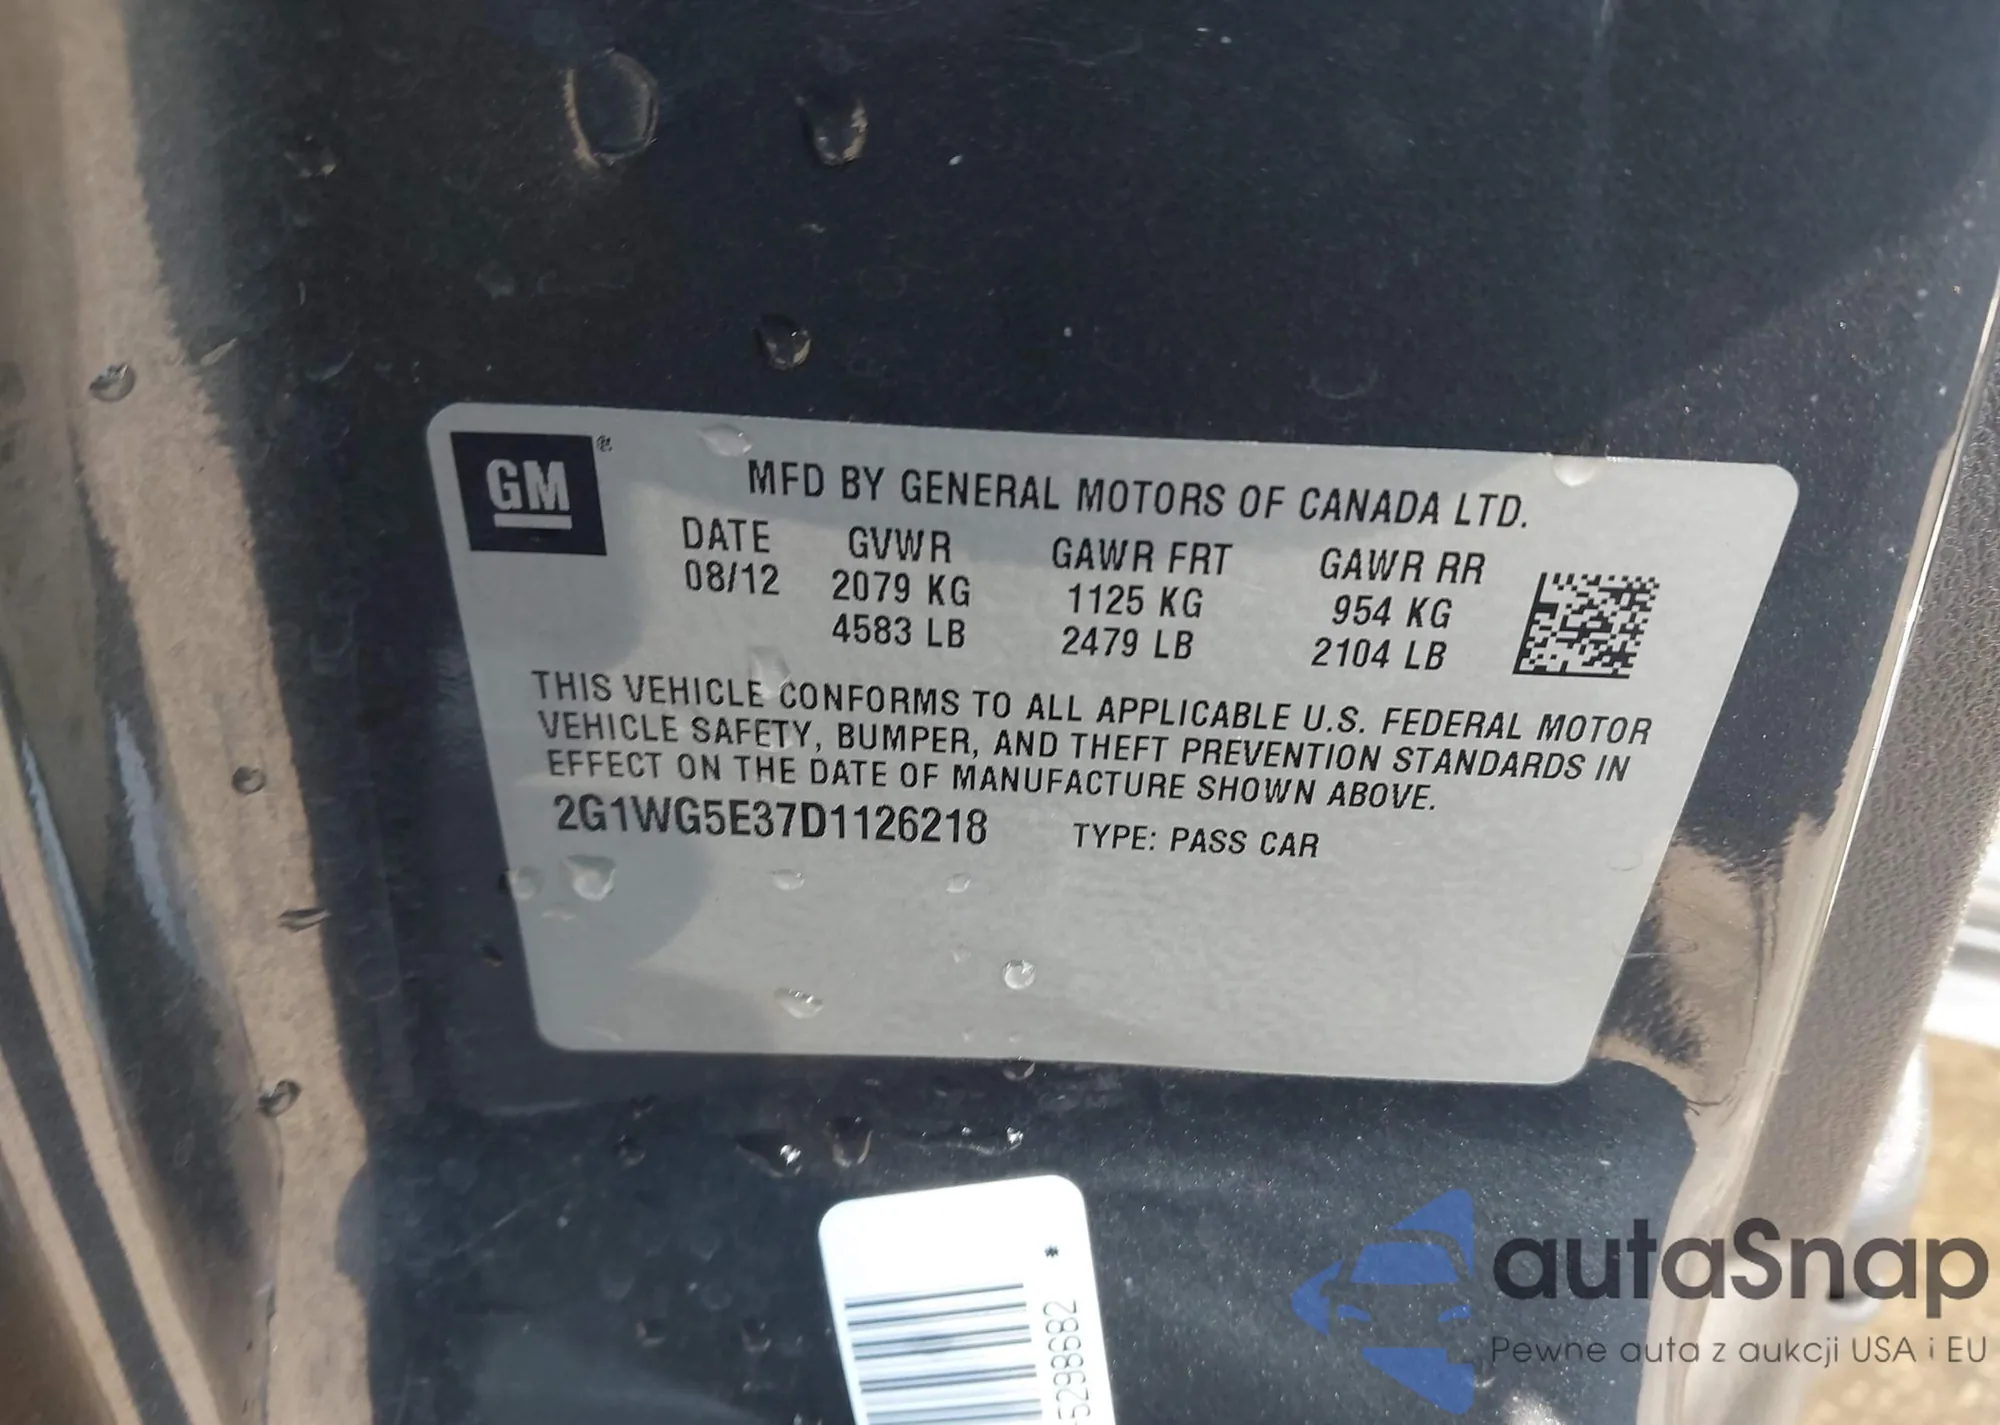 GM ®
MFD BY GENERAL MOTORS OF CANADA LTD.
DATE GVWR GAWR FRT GAWR RR
08/12 2079 KG 1125 KG 954 KG
4583 LB 2479 LB 2104 LB
THIS VEHICLE CONFORMS TO ALL APPLICABLE U.S. FEDERAL MOTOR
VEHICLE SAFETY, BUMPER, AND THEFT PREVENTION STANDARDS IN
EFFECT ON THE DATE OF MANUFACTURE SHOWN ABOVE.
2G1WG5E37D1126218 TYPE: PASS CAR
5298682 *
autaSnap
Pewne auta z aukcji USA i EU